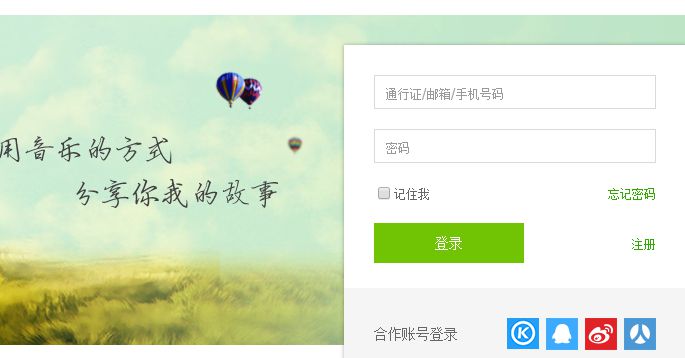 用音乐的方式
分享你我的故事
通行证/邮箱/手机号码
密码
记住我
忘记密码
登录
注册
合作账号登录